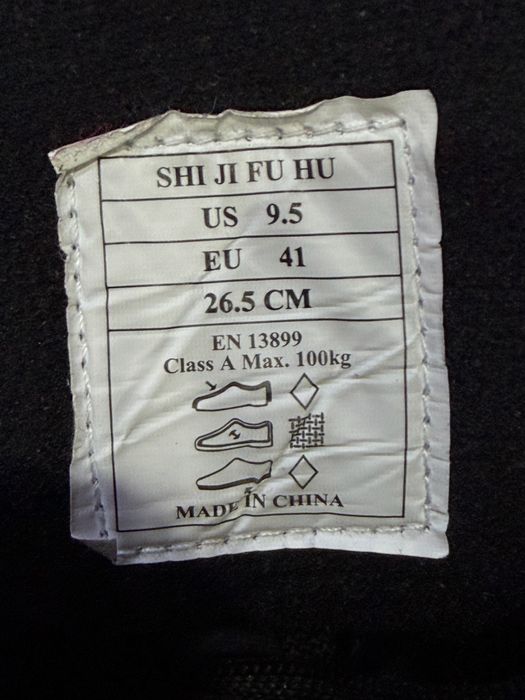 SHI JI FU HU
US 9.5
EU 41
26.5 CM
EN 13899
Class A Max. 100kg
MADE IN CHINA